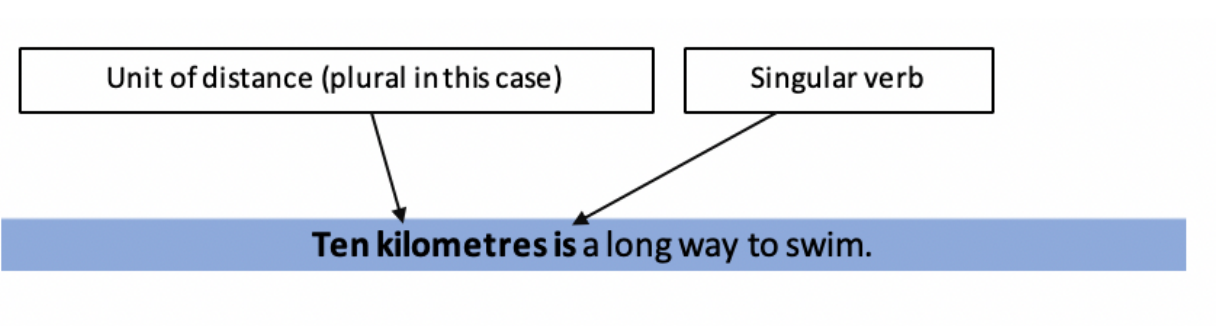 Unit of distance (plural in this case)
Singular verb
Ten kilometres is a long way to swim.